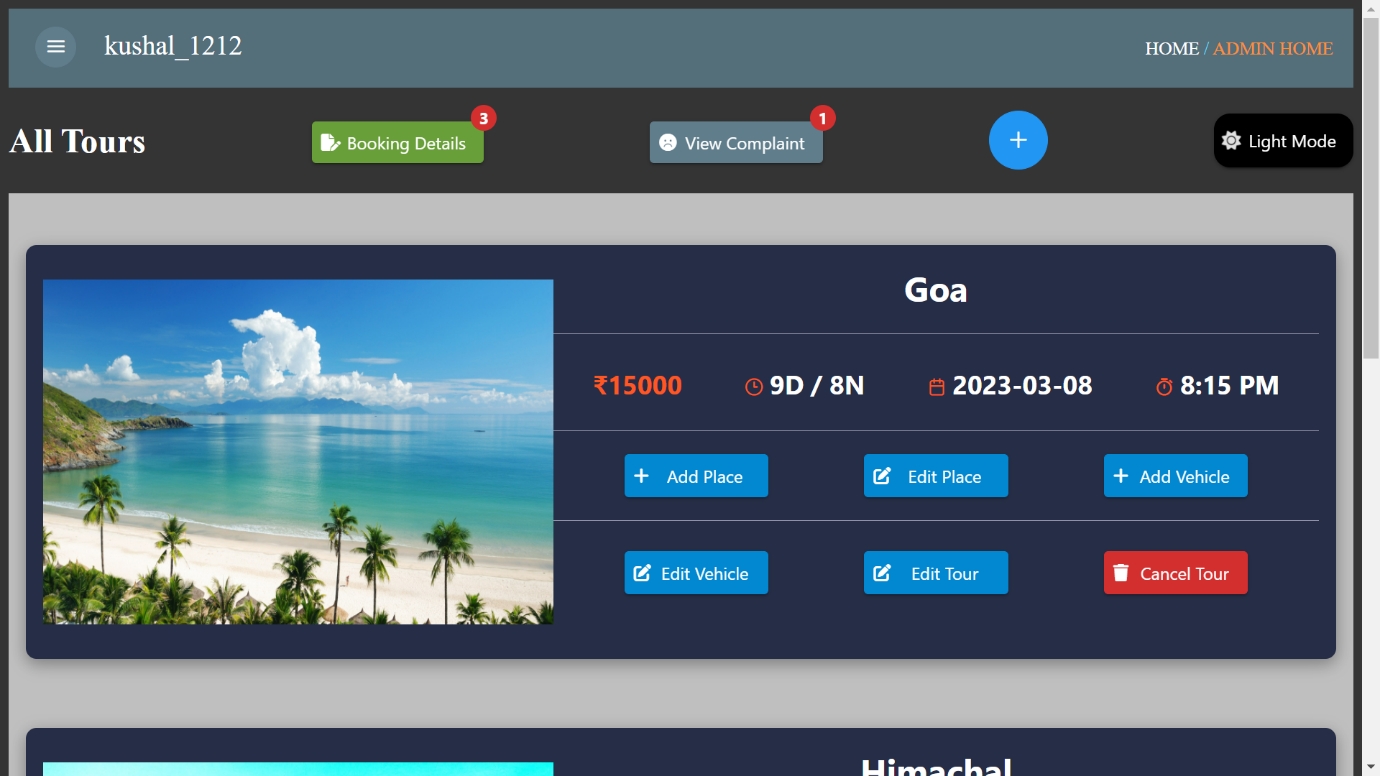 kushal_1212
HOME / ADMIN HOME
All Tours
Booking Details
3
View Complaint
1
+
Light Mode
Goa
₹15000
9D / 8N
2023-03-08
8:15 PM
+ Add Place
Edit Place
+ Add Vehicle
Edit Vehicle
Edit Tour
Cancel Tour
Himachal